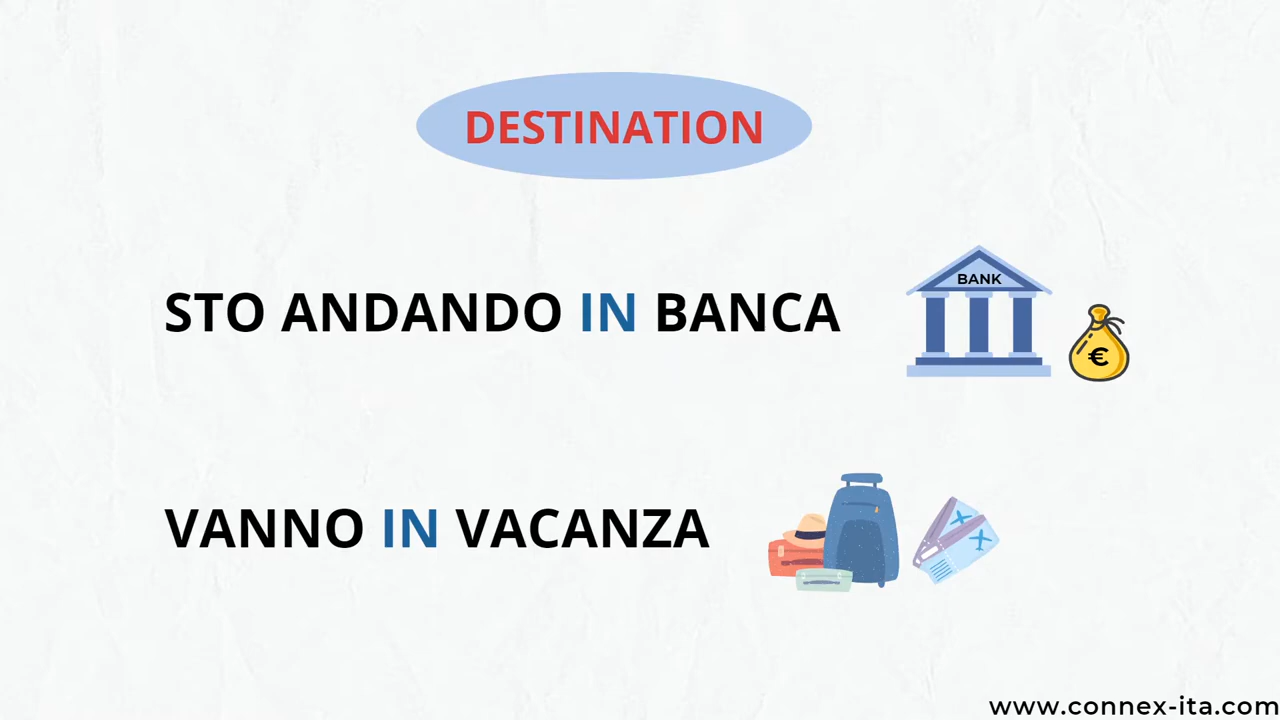 DESTINATION
STO ANDANDO IN BANCA
BANK
€
VANNO IN VACANZA
www.connex-ita.com